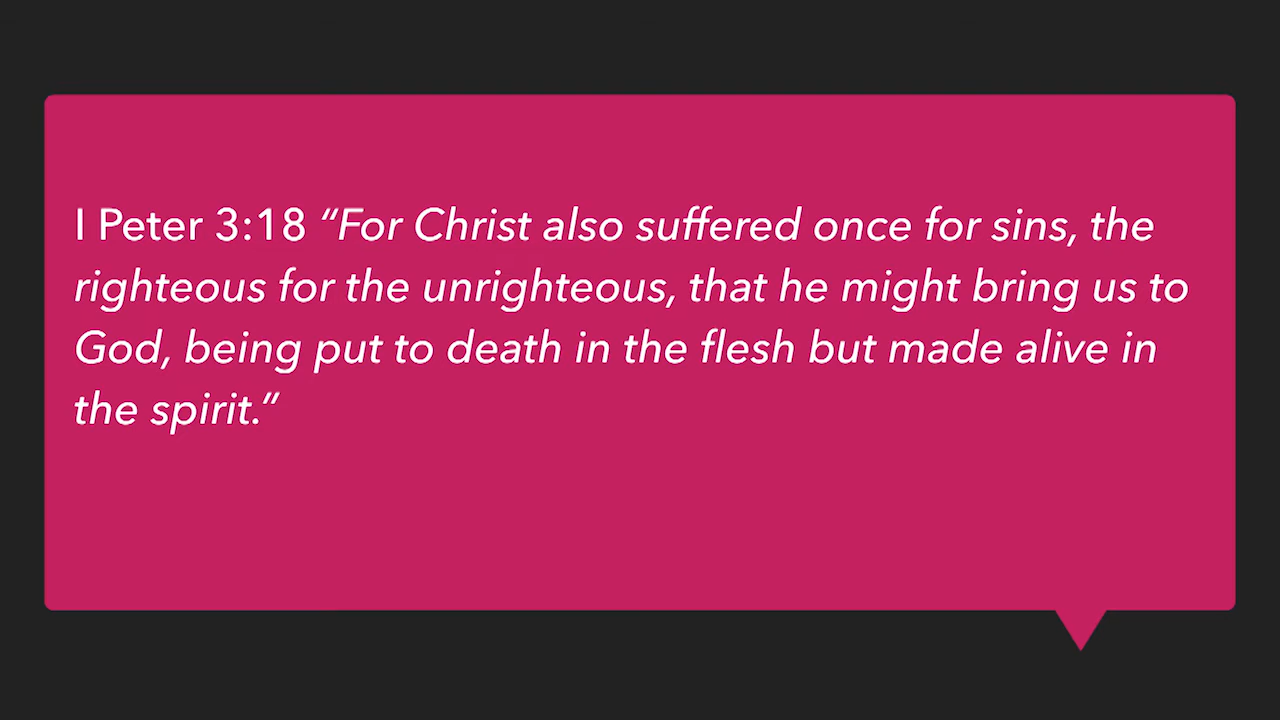 I Peter 3:18 “For Christ also suffered once for sins, the
righteous for the unrighteous, that he might bring us to
God, being put to death in the flesh but made alive in
the spirit.”